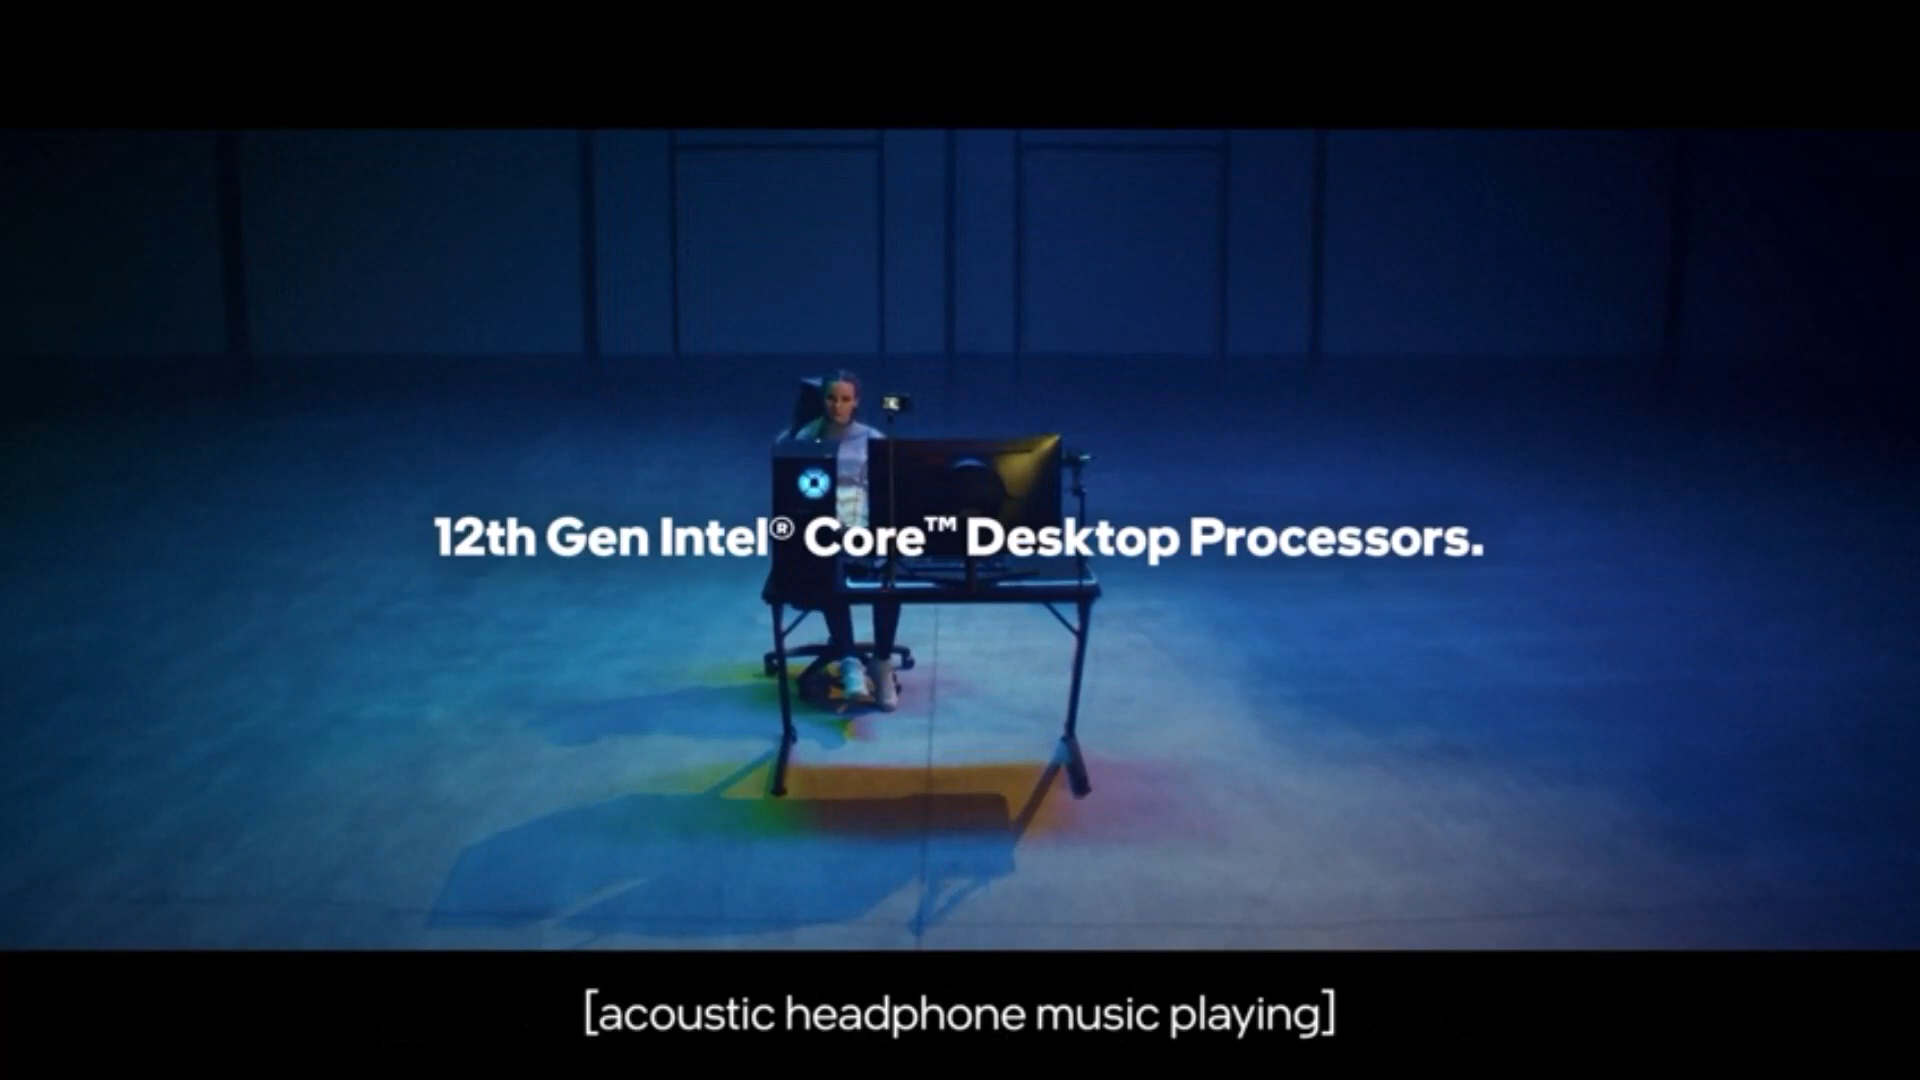 12th Gen Intel® Core™ Desktop Processors.
[acoustic headphone music playing]